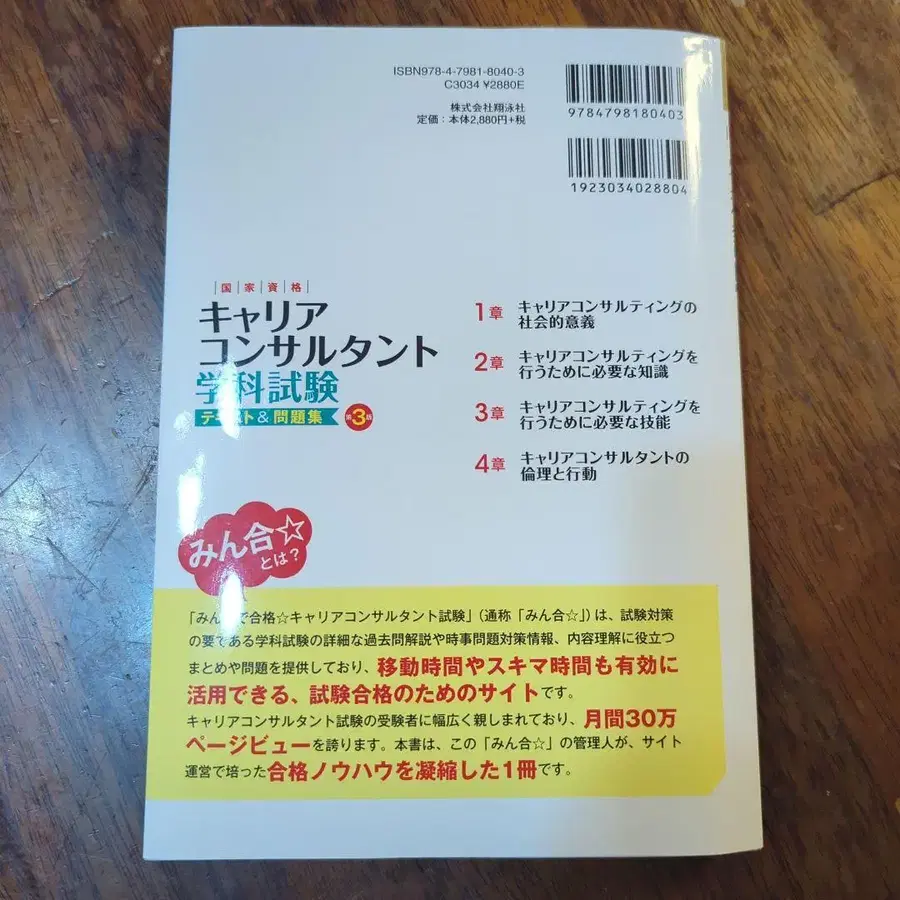 ISBN978-4-7981-8040-3
C3034 ¥2880E
株式会社翔泳社
定価：本体2,880円+税
9784798180403
1923034028804
国家資格
キャリア
コンサルタント
学科試験
テキスト&問題集 第3版
1章 キャリアコンサルティングの
社会的意義
2章 キャリアコンサルティングを
行うために必要な知識
3章 キャリアコンサルティングを
行うために必要な技能
4章 キャリアコンサルタントの
倫理と行動
みん合☆
とは？
「みんなで合格☆キャリアコンサルタント試験」（通称「みん合☆」）は、試験対策
の要である学科試験の詳細な過去問解説や時事問題対策情報、内容理解に役立つ
まとめや問題を提供しており、移動時間やスキマ時間も有効に
活用できる、試験合格のためのサイトです。
キャリアコンサルタント試験の受験者に幅広く親しまれており、月間30万
ページビューを誇ります。本書は、この「みん合☆」の管理人が、サイト
運営で培った合格ノウハウを凝縮した1冊です。